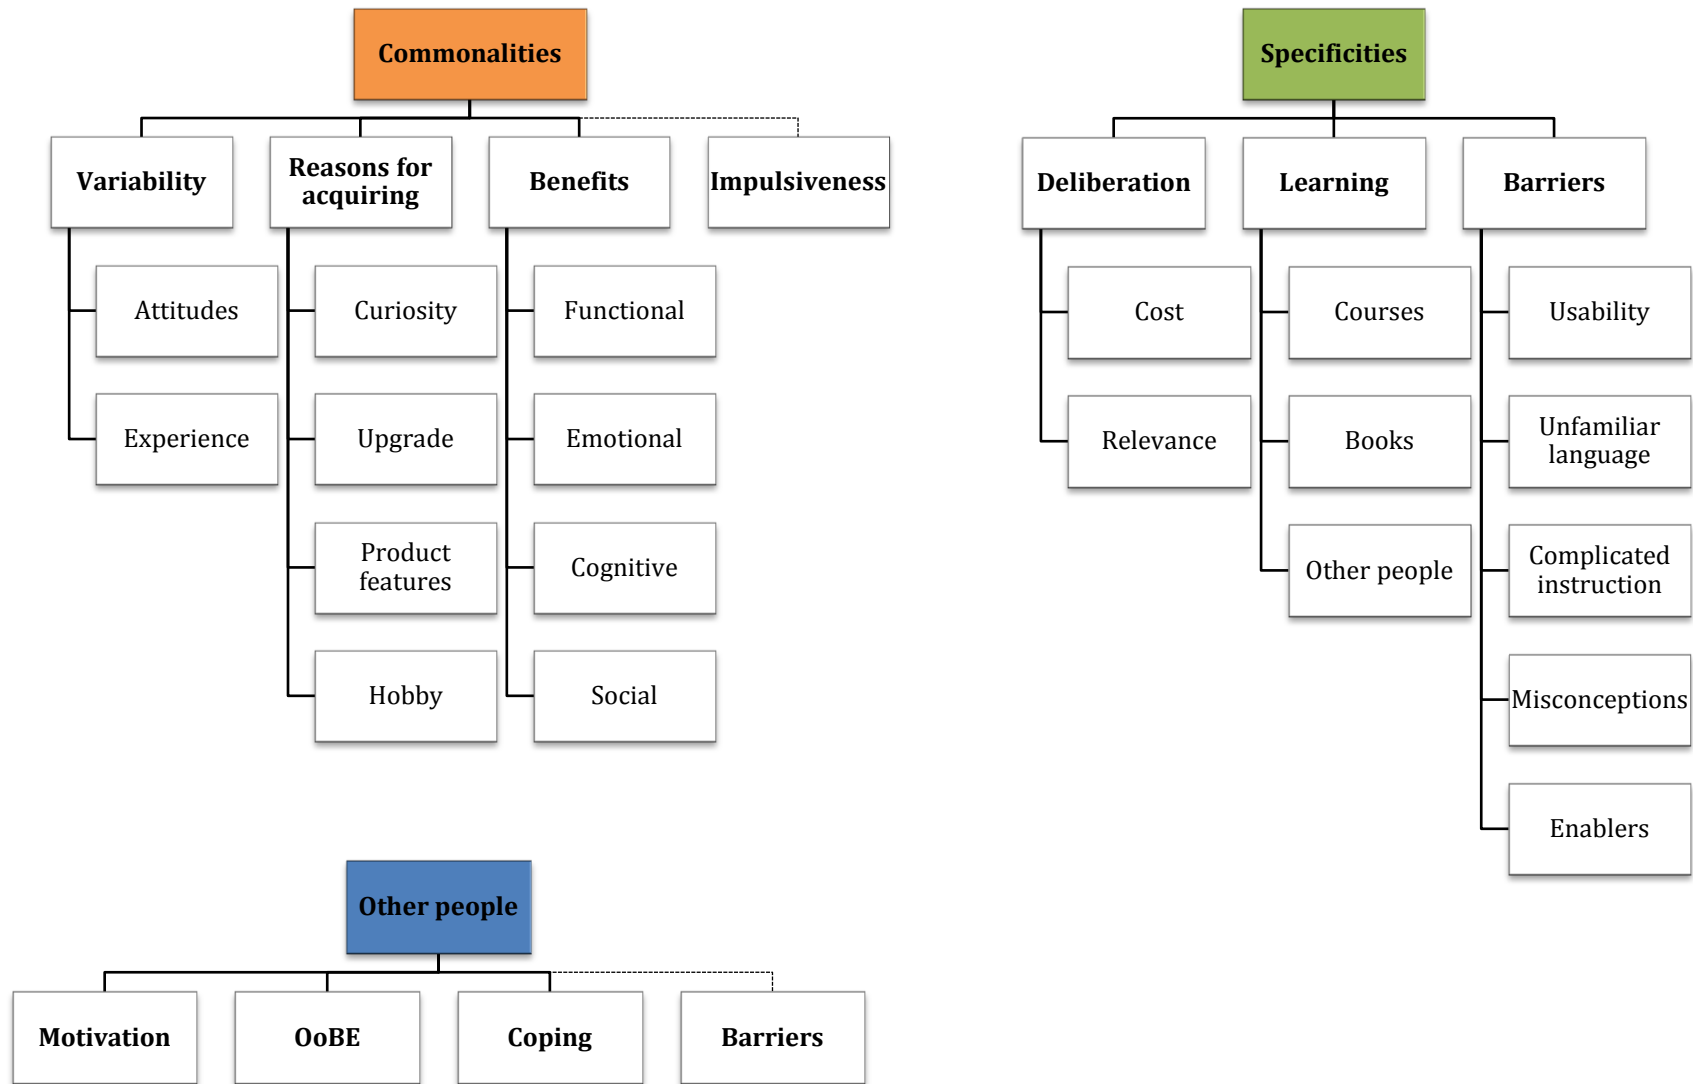 Commonalities
Variability
Reasons for
acquiring
Benefits
Impulsiveness
Attitudes
Experience
Curiosity
Upgrade
Product
features
Hobby
Functional
Emotional
Cognitive
Social
Specificities
Deliberation
Learning
Barriers
Cost
Relevance
Courses
Books
Other people
Usability
Unfamiliar
language
Complicated
instruction
Misconceptions
Enablers
Other people
Motivation
OoBE
Coping
Barriers